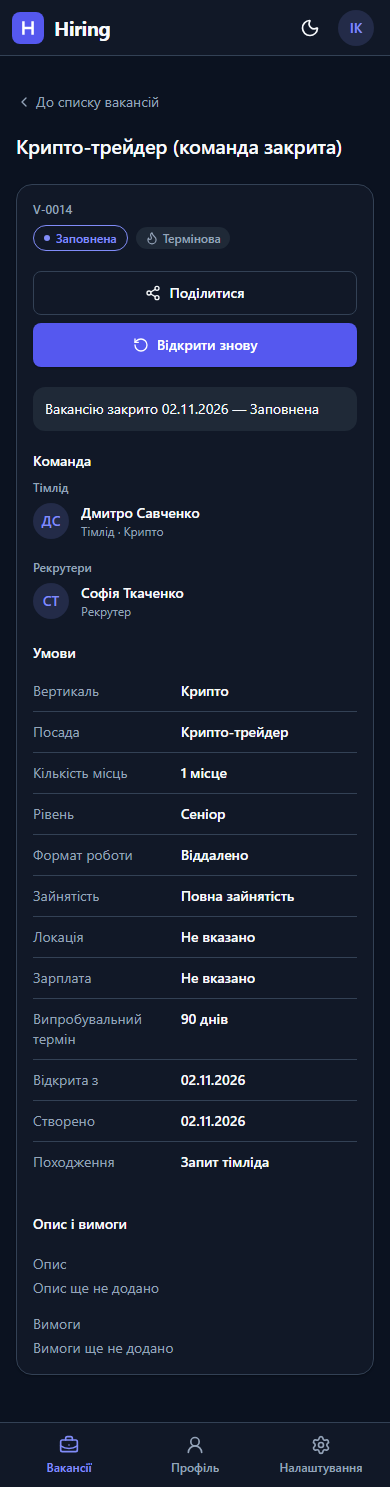 H Hiring
ІК
До списку вакансій
Крипто-трейдер (команда закрита)
V-0014
Заповнена
Термінова
Поділитися
Відкрити знову
Вакансію закрито 02.11.2026 — Заповнена
Команда
Тімлід
ДС
Дмитро Савченко
Тімлід · Крипто
Рекрутери
СТ
Софія Ткаченко
Рекрутер
Умови
Вертикаль Крипто
Посада Крипто-трейдер
Кількість місць 1 місце
Рівень Сеніор
Формат роботи Віддалено
Зайнятість Повна зайнятість
Локація Не вказано
Зарплата Не вказано
Випробувальний 90 днів
термін
Відкрита з 02.11.2026
Створено 02.11.2026
Походження Запит тімліда
Опис і вимоги
Опис
Опис ще не додано
Вимоги
Вимоги ще не додано
Вакансії Профіль Налаштування